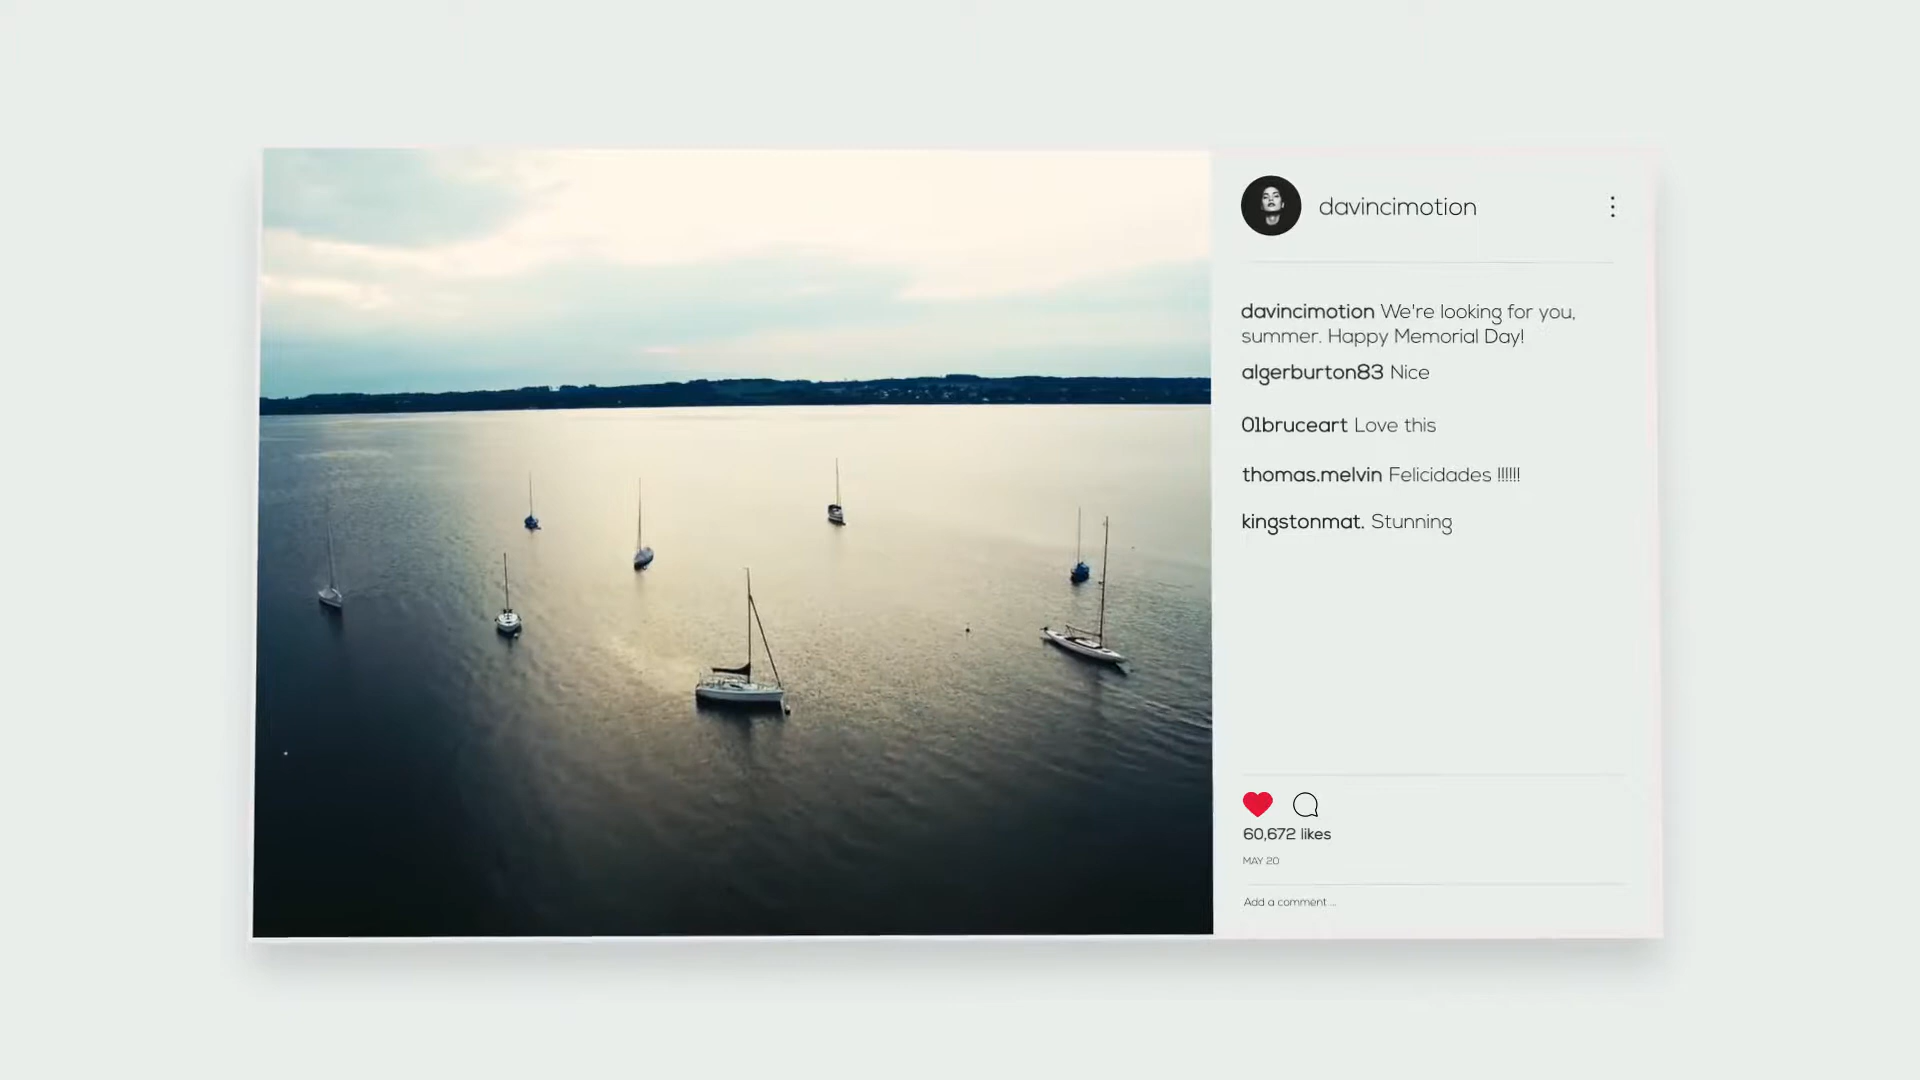 davincimotion
davincimotion We're looking for you,
summer. Happy Memorial Day!
algerburton83 Nice
01bruceart Love this
thomas.melvin Felicidades !!!!!!
kingstonmat. Stunning
60,672 likes
MAY 20
Add a comment ...